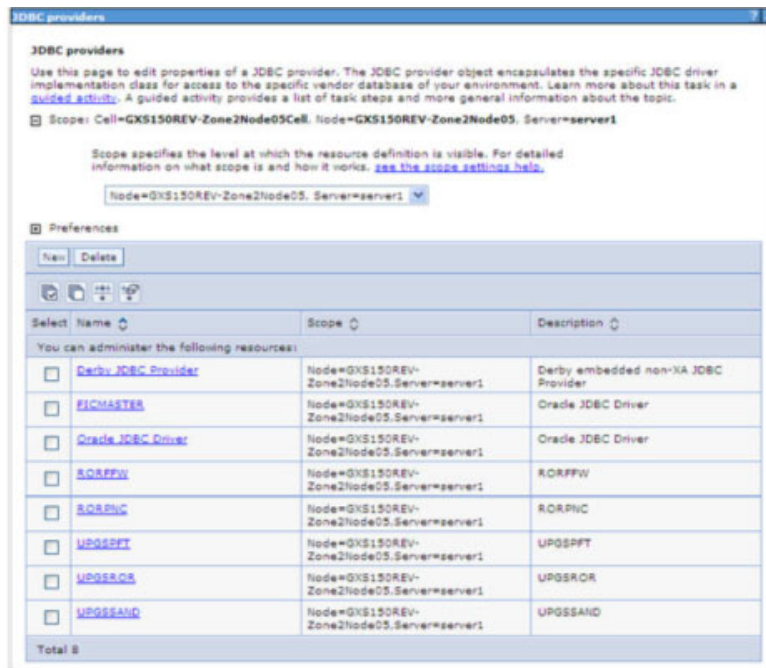 JDBC providers ?
JDBC providers
Use this page to edit properties of a JDBC provider. The JDBC provider object encapsulates the specific JDBC driver
implementation class for access to the specific vendor database of your environment. Learn more about this task in a
guided activity. A guided activity provides a list of task steps and more general information about the topic.
Scope: Cell=GXS150REV-Zone2Node05Cell, Node=GXS150REV-Zone2Node05, Server=server1
Scope specifies the level at which the resource definition is visible. For detailed
information on what scope is and how it works, see the scope settings help.
Node=GXS150REV-Zone2Node05, Server=server1
Preferences
New Delete
Select Name Scope Description
You can administer the following resources:
Derby JDBC Provider Node=GXS150REV- Derby embedded non-XA JDBC
Zone2Node05,Server=server1 Provider
FICMASTER Node=GXS150REV- Oracle JDBC Driver
Zone2Node05,Server=server1
Oracle JDBC Driver Node=GXS150REV- Oracle JDBC Driver
Zone2Node05,Server=server1
RORFFW Node=GXS150REV- RORFFW
Zone2Node05,Server=server1
RORPNC Node=GXS150REV- RORPNC
Zone2Node05,Server=server1
UPGSPFT Node=GXS150REV- UPGSPFT
Zone2Node05,Server=server1
UPGSROR Node=GXS150REV- UPGSROR
Zone2Node05,Server=server1
UPGSSAND Node=GXS150REV- UPGSSAND
Zone2Node05,Server=server1
Total 8